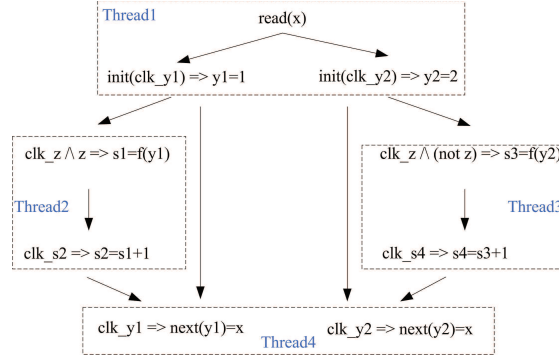 Thread1
read(x)
init(clk_y1) => y1=1
init(clk_y2) => y2=2
clk_z /\ z => s1=f(y1)
clk_z /\ (not z) => s3=f(y2)
Thread2
Thread3
clk_s2 => s2=s1+1
clk_s4 => s4=s3+1
clk_y1 => next(y1)=x
clk_y2 => next(y2)=x
Thread4